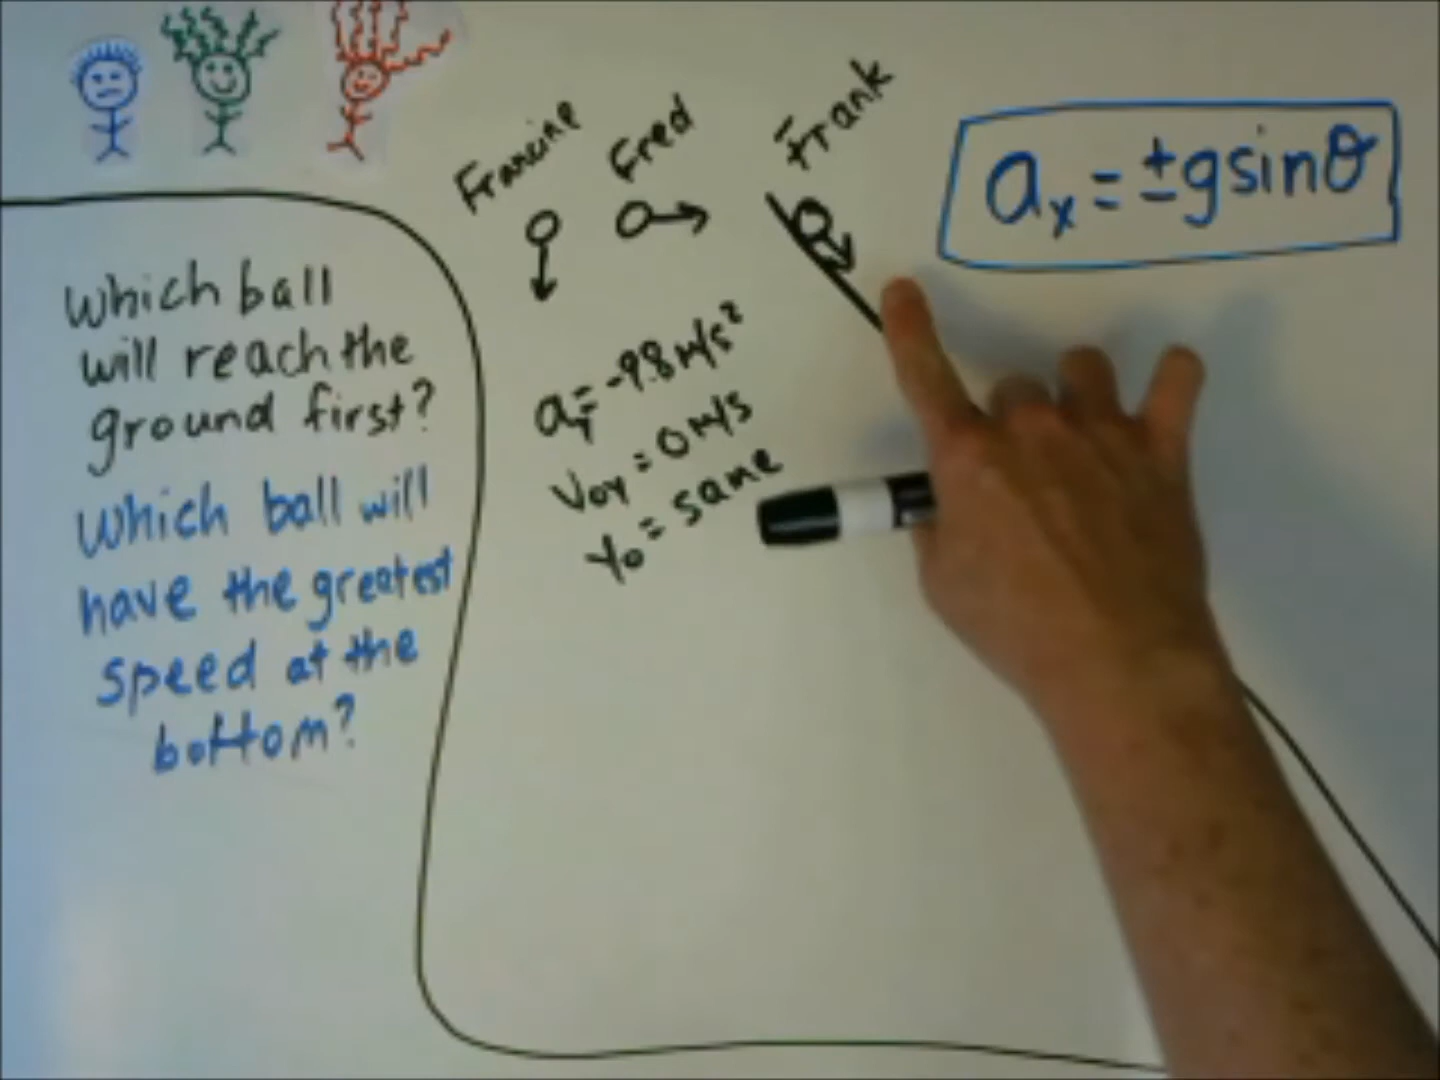 Which ball
will reach the
ground first?
Which ball will
have the greatest
speed at the
bottom?
Francine
Fred
Frank
ay = -9.8 m/s²
Voy = 0 m/s
yo = same
ax = ±gsinθ